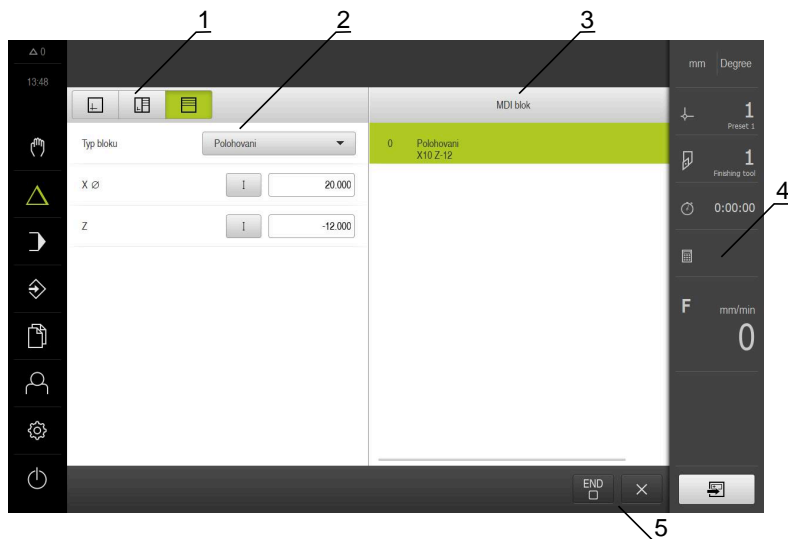 1
2
3
0
mm Degree
13:48
MDI blok
1
Preset 1
Typ bloku Polohovani
0 Polohovani
X10 Z-12
1
Finishing tool
X ∅ I 20.000
4
0:00:00
Z I -12.000
F mm/min
0
END
5